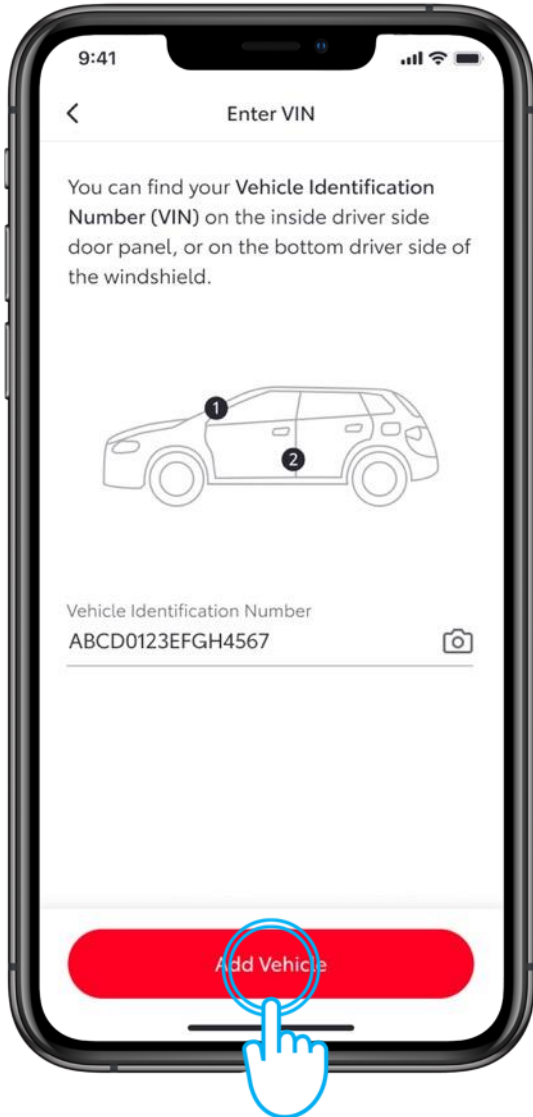 9:41
Enter VIN
You can find your Vehicle Identification
Number (VIN) on the inside driver side
door panel, or on the bottom driver side of
the windshield.
1
2
Vehicle Identification Number
ABCD0123EFGH4567
Add Vehicle